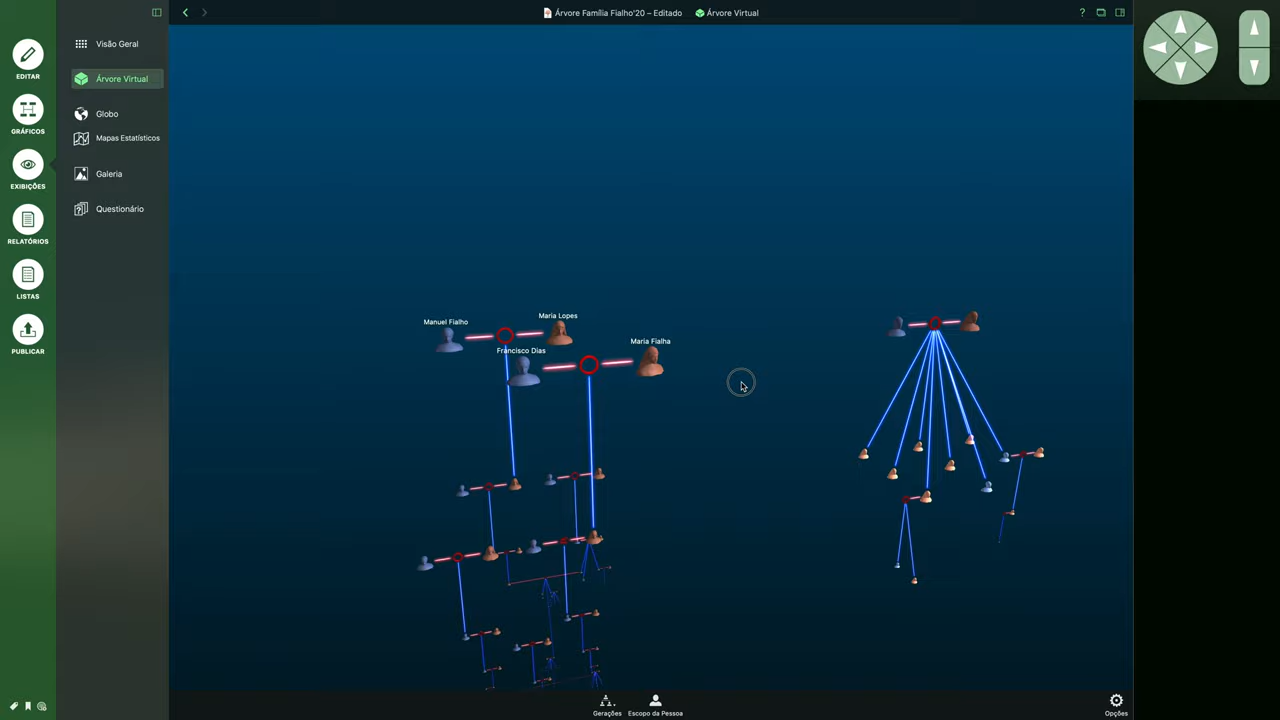 Árvore Família Fialho'20 – Editado
Árvore Virtual
?
EDITAR
GRÁFICOS
EXIBIÇÕES
RELATÓRIOS
LISTAS
PUBLICAR
Visão Geral
Árvore Virtual
Globo
Mapas Estatísticos
Galeria
Questionário
Manuel Fialho
Maria Lopes
Francisco Dias
Maria Fialha
Gerações
Escopo da Pessoa
Opções